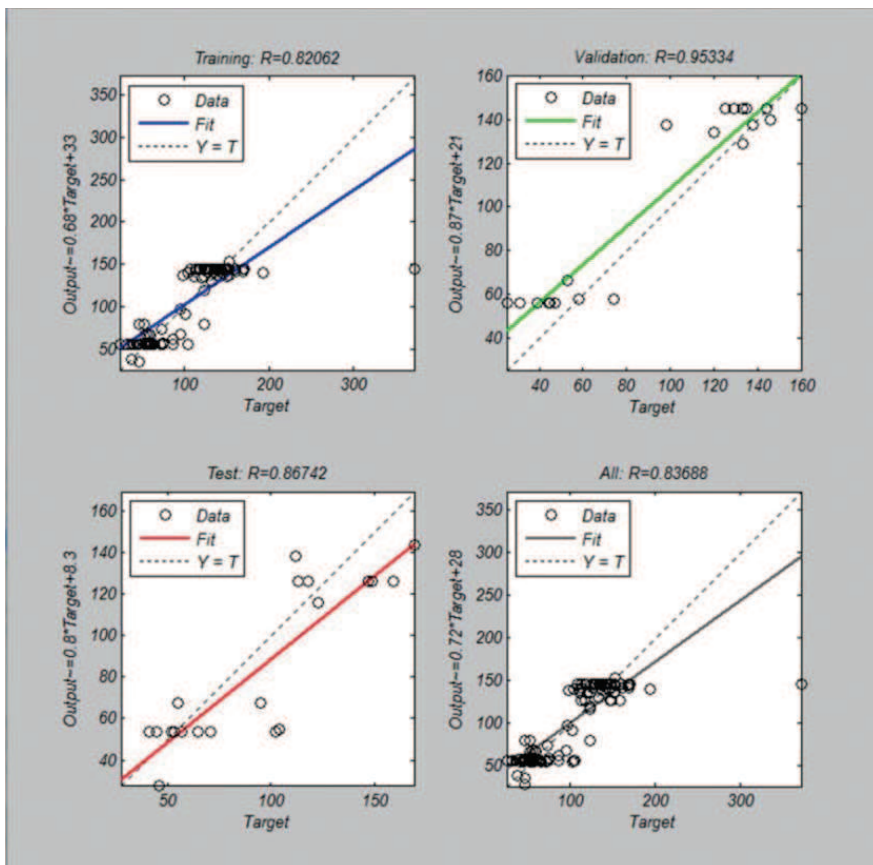 Training: R=0.82062
Output~=0.68*Target+33
350
300
250
200
150
100
50
Data
Fit
Y = T
100
200
300
Target
Validation: R=0.95334
Output~=0.87*Target+21
160
140
120
100
80
60
40
Data
Fit
Y = T
40
60
80
100
120
140
160
Target
Test: R=0.86742
Output~=0.8*Target+8.3
160
140
120
100
80
60
40
Data
Fit
Y = T
50
100
150
Target
All: R=0.83688
Output~=0.72*Target+28
350
300
250
200
150
100
50
Data
Fit
Y = T
100
200
300
Target